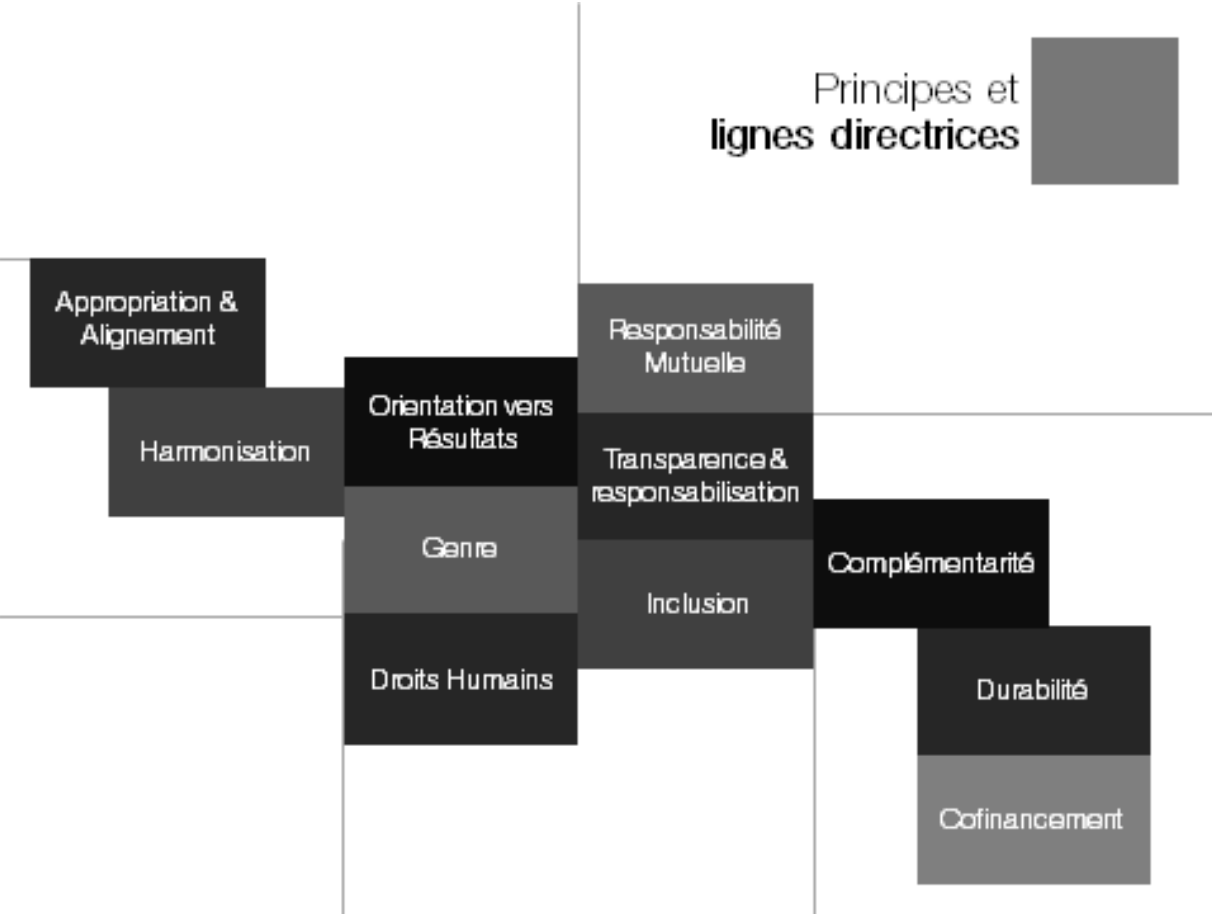 Principes et
lignes directrices
Appropriation &
Alignement
Harmonisation
Orientation vers
Résultats
Genre
Droits Humains
Responsabilité
Mutuelle
Transparence &
responsabilisation
Inclusion
Complémentarité
Durabilité
Cofinancement